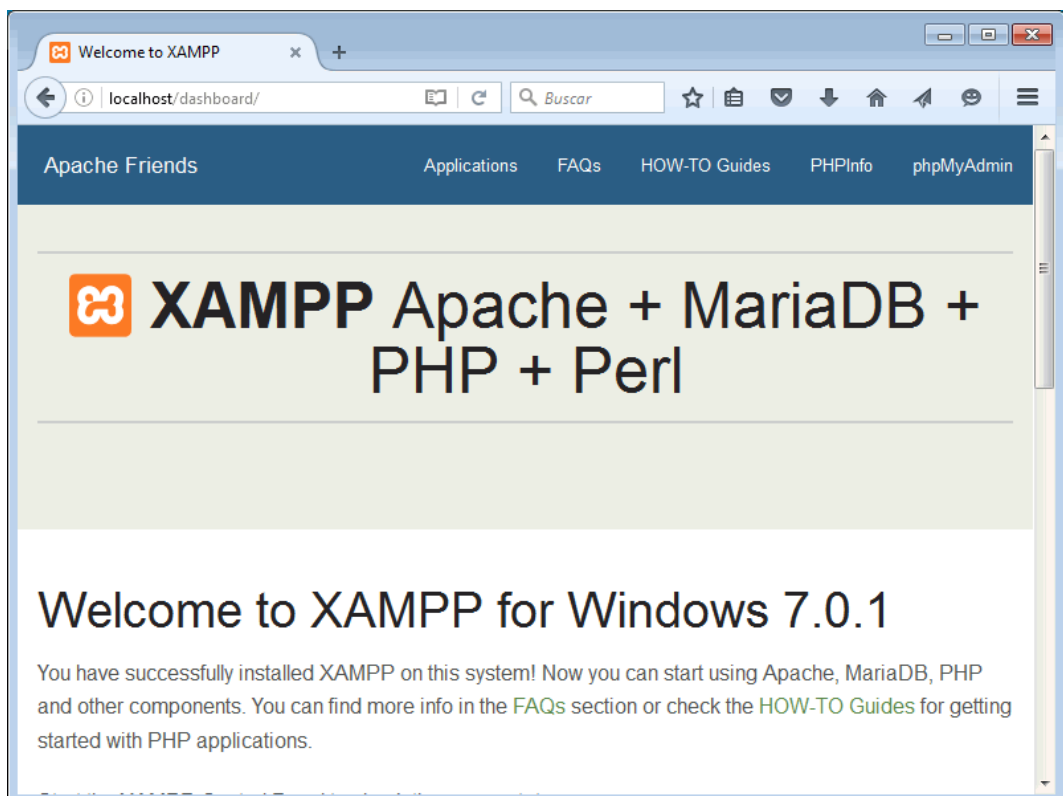 Welcome to XAMPP
localhost/dashboard/
Buscar
Apache Friends Applications FAQs HOW-TO Guides PHPInfo phpMyAdmin
XAMPP Apache + MariaDB +
PHP + Perl
Welcome to XAMPP for Windows 7.0.1
You have successfully installed XAMPP on this system! Now you can start using Apache, MariaDB, PHP
and other components. You can find more info in the FAQs section or check the HOW-TO Guides for getting
started with PHP applications.